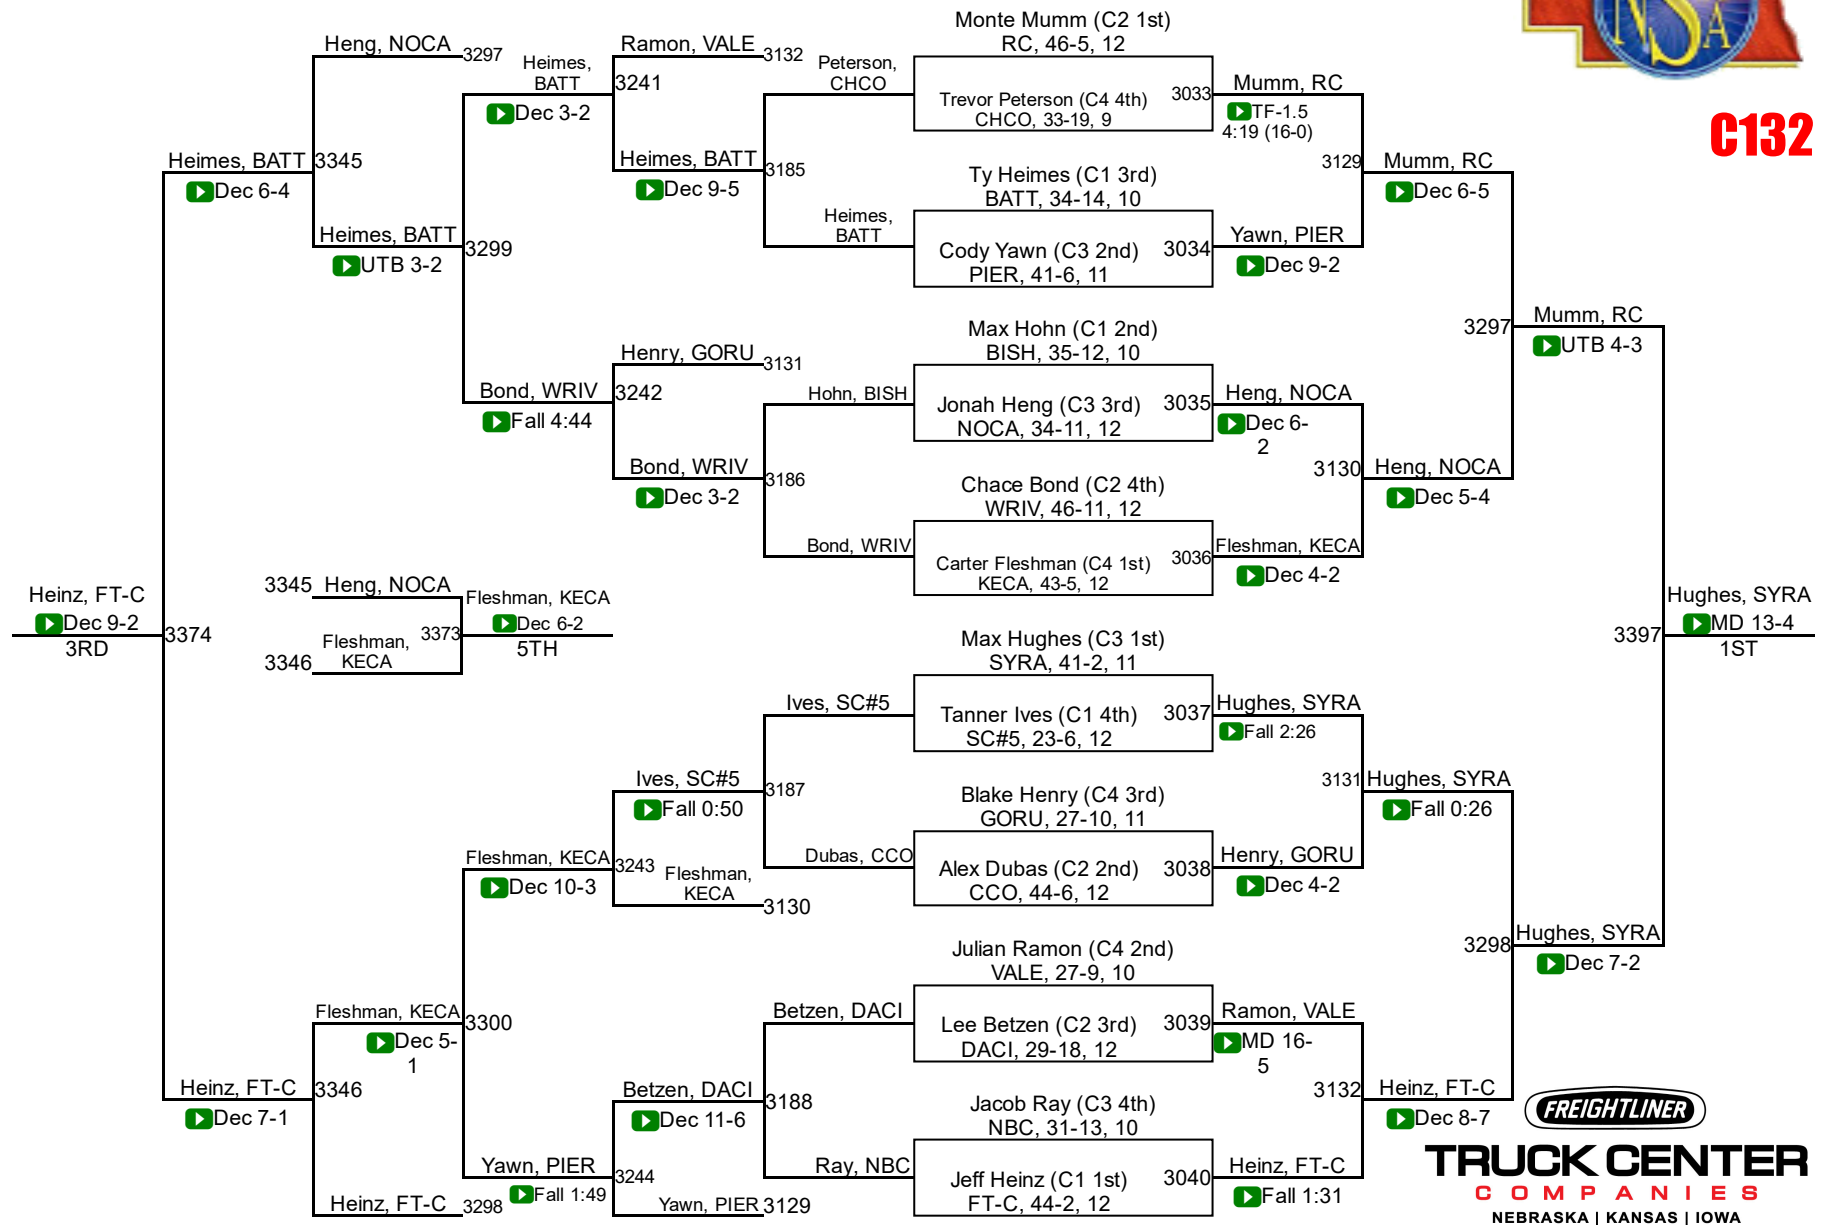 Monte Mumm (C2 1st)
RC, 46-5, 12
Heng, NOCA
3297
Ramon, VALE
3132
Peterson,
CHCO
Heimes,
BATT
3241
Dec 3-2
Trevor Peterson (C4 4th)
CHCO, 33-19, 9
3033
Mumm, RC
TF-1.5
4:19 (16-0)
NSA
C132
Heimes, BATT
3345
Dec 6-4
Heimes, BATT
3185
Dec 9-5
Ty Heimes (C1 3rd)
BATT, 34-14, 10
3129
Mumm, RC
Dec 6-5
Heimes, BATT
3299
UTB 3-2
Heimes,
BATT
Cody Yawn (C3 2nd)
PIER, 41-6, 11
3034
Yawn, PIER
Dec 9-2
Max Hohn (C1 2nd)
BISH, 35-12, 10
3297
Mumm, RC
UTB 4-3
Henry, GORU
3131
Bond, WRIV
3242
Fall 4:44
Hohn, BISH
Jonah Heng (C3 3rd)
NOCA, 34-11, 12
3035
Heng, NOCA
Dec 6-
2
Bond, WRIV
3186
Dec 3-2
Chace Bond (C2 4th)
WRIV, 46-11, 12
3130
Heng, NOCA
Dec 5-4
Bond, WRIV
Carter Fleshman (C4 1st)
KECA, 43-5, 12
3036
Fleshman, KECA
Dec 4-2
Heinz, FT-C
Dec 9-2
3RD
3374
3345
Heng, NOCA
3346
Fleshman,
KECA
3373
Fleshman, KECA
Dec 6-2
5TH
Max Hughes (C3 1st)
SYRA, 41-2, 11
3397
Hughes, SYRA
MD 13-4
1ST
Ives, SC#5
Tanner Ives (C1 4th)
SC#5, 23-6, 12
3037
Hughes, SYRA
Fall 2:26
Ives, SC#5
3187
Fall 0:50
Blake Henry (C4 3rd)
GORU, 27-10, 11
3131
Hughes, SYRA
Fall 0:26
Fleshman, KECA
3243
Dec 10-3
Fleshman,
KECA
3130
Dubas, CCO
Alex Dubas (C2 2nd)
CCO, 44-6, 12
3038
Henry, GORU
Dec 4-2
Julian Ramon (C4 2nd)
VALE, 27-9, 10
3298
Hughes, SYRA
Dec 7-2
Fleshman, KECA
3300
Dec 5-
1
Betzen, DACI
Lee Betzen (C2 3rd)
DACI, 29-18, 12
3039
Ramon, VALE
MD 16-
5
Heinz, FT-C
3346
Dec 7-1
Betzen, DACI
3188
Dec 11-6
Jacob Ray (C3 4th)
NBC, 31-13, 10
3132
Heinz, FT-C
Dec 8-7
Yawn, PIER
3244
Fall 1:49
Ray, NBC
Jeff Heinz (C1 1st)
FT-C, 44-2, 12
3040
Heinz, FT-C
Fall 1:31
Heinz, FT-C
3298
Yawn, PIER
3129
FREIGHTLINER
TRUCK CENTER
COMPANIES
NEBRASKA | KANSAS | IOWA